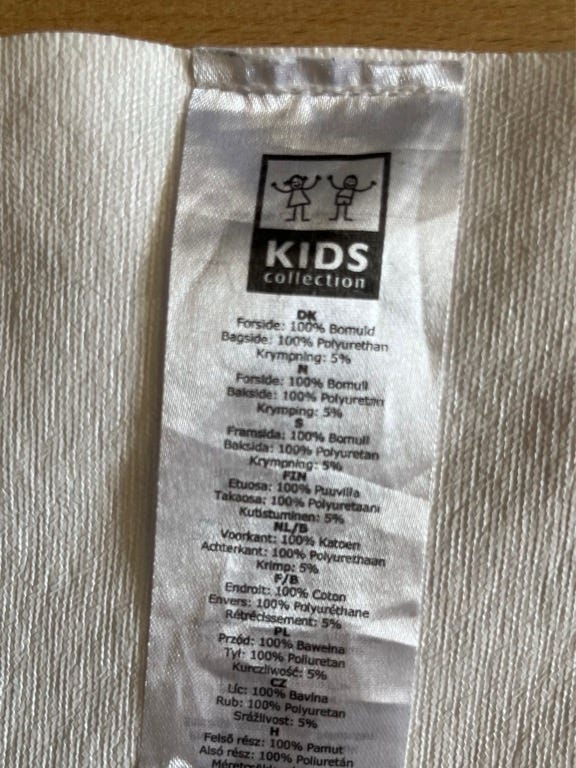 KIDS
collection
DK
Forside: 100% Bomuld
Bagside: 100% Polyurethan
Krympning: 5%
N
Forside: 100% Bomull
Bakside: 100% Polyuretan
Krymping: 5%
S
Framsida: 100% Bomull
Baksida: 100% Polyuretan
Krympning: 5%
FIN
Etuosa: 100% Puuvilla
Takaosa: 100% Polyuretaani
Kutistuminen: 5%
NL/B
Voorkant: 100% Katoen
Achterkant: 100% Polyurethaan
Krimp: 5%
F/B
Endroit: 100% Coton
Envers: 100% Polyuréthane
Rétrécissement: 5%
PL
Przód: 100% Bawełna
Tył: 100% Poliuretan
Kurczliwość: 5%
CZ
Líc: 100% Bavlna
Rub: 100% Polyuretan
Srážlivost: 5%
H
Felső rész: 100% Pamut
Alsó rész: 100% Poliuretán